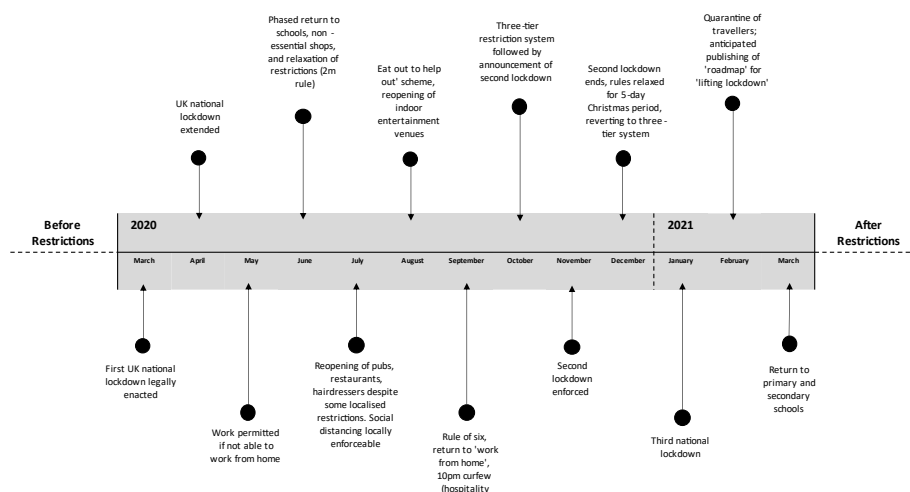 Phased return to
schools, non -
essential shops,
and relaxation of
restrictions (2m
rule)
Three-tier
restriction system
followed by
announcement of
second lockdown
Quarantine of
travellers;
anticipated
publishing of
'roadmap' for
'lifting lockdown'
UK national
lockdown
extended
Eat out to help
out' scheme,
reopening of
indoor
entertainment
venues
Second lockdown
ends, rules relaxed
for 5-day
Christmas period,
reverting to three-
tier system
Before
Restrictions
2020
2021
After
Restrictions
March April May June July August September October November December January February March
First UK national
lockdown legally
enacted
Work permitted
if not able to
work from home
Reopening of pubs,
restaurants,
hairdressers despite
some localised
restrictions. Social
distancing locally
enforceable
Rule of six,
return to 'work
from home',
10pm curfew
(hospitality
Second
lockdown
enforced
Third national
lockdown
Return to
primary and
secondary
schools